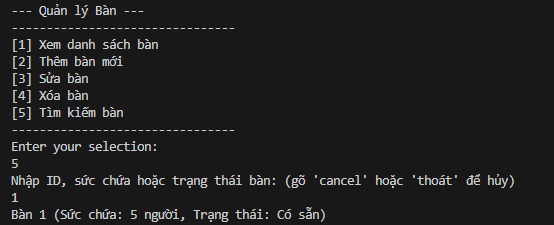 --- Quản lý Bàn ---
--------------------------------
[1] Xem danh sách bàn
[2] Thêm bàn mới
[3] Sửa bàn
[4] Xóa bàn
[5] Tìm kiếm bàn
--------------------------------
Enter your selection:
5
Nhập ID, sức chứa hoặc trạng thái bàn: (gõ 'cancel' hoặc 'thoát' để hủy)
1
Bàn 1 (Sức chứa: 5 người, Trạng thái: Có sẵn)